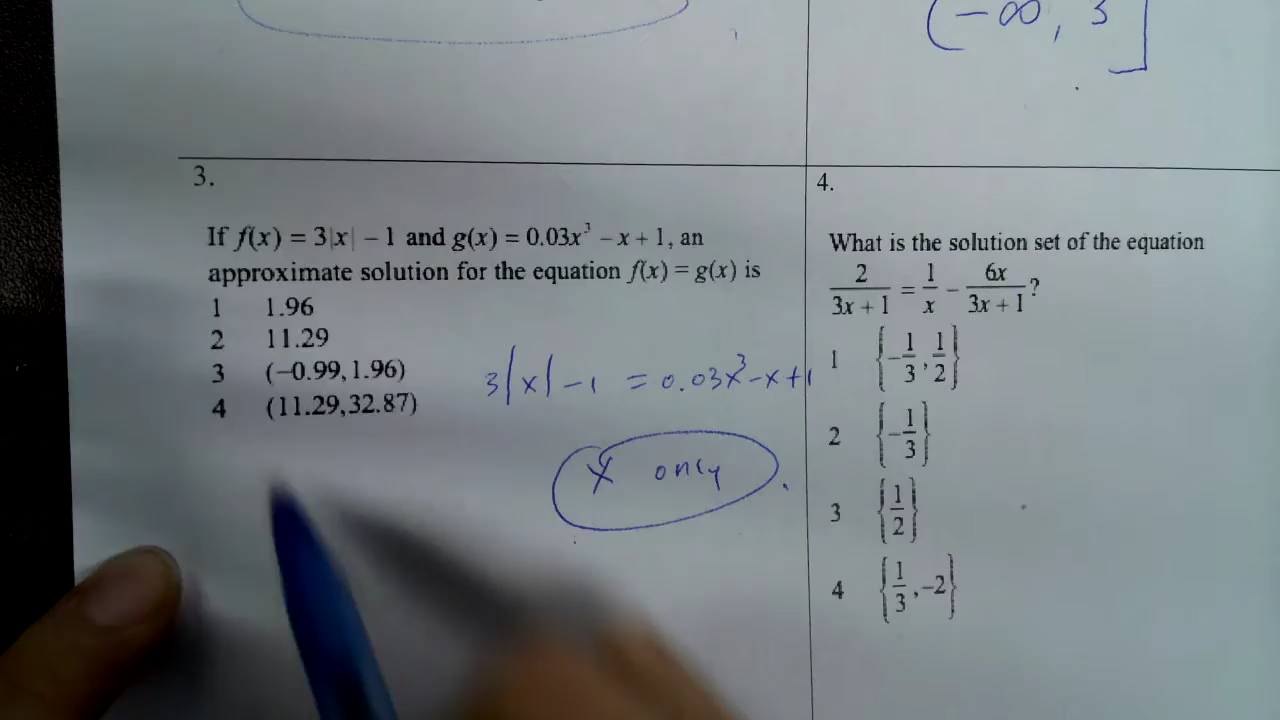 (-∞, 3]
3.
If f(x) = 3|x| − 1 and g(x) = 0.03x³ − x + 1, an
approximate solution for the equation f(x) = g(x) is
1 1.96
2 11.29
3 (−0.99, 1.96)
4 (11.29, 32.87)
3|x| − 1 = 0.03x³ − x + 1
x only
4.
What is the solution set of the equation
2/(3x + 1) = 1/x − 6x/(3x + 1)?
1 {−1/3, 1/2}
2 {−1/3}
3 {1/2}
4 {1/3, −2}